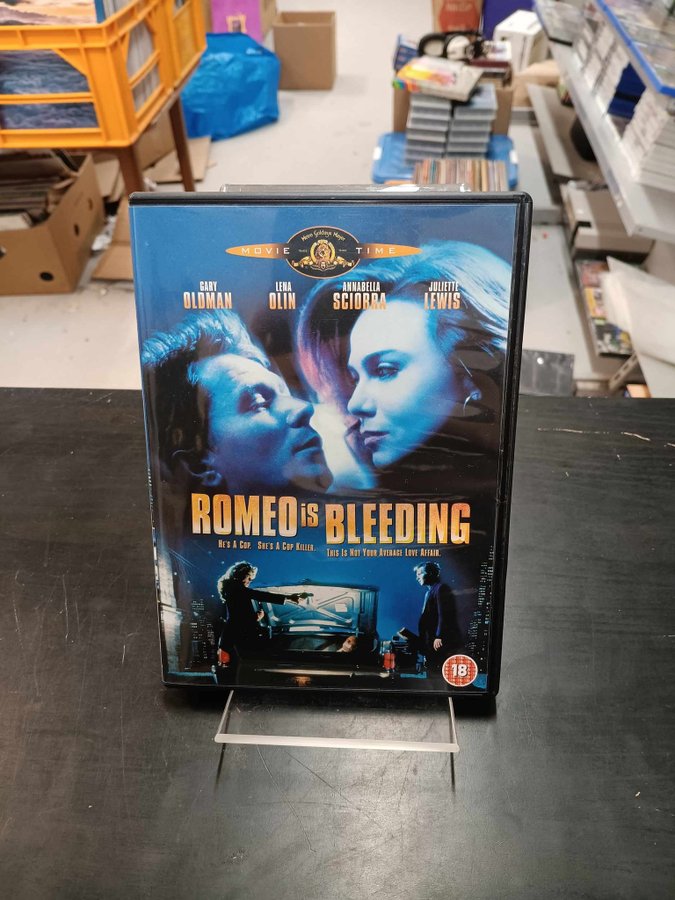 Metro Goldwyn Mayer
MOVIE TIME
GARY OLDMAN
LENA OLIN
ANNABELLA SCIORRA
JULIETTE LEWIS
ROMEO is BLEEDING
HE'S A COP. SHE'S A COP KILLER. THIS IS NOT YOUR AVERAGE LOVE AFFAIR.
18